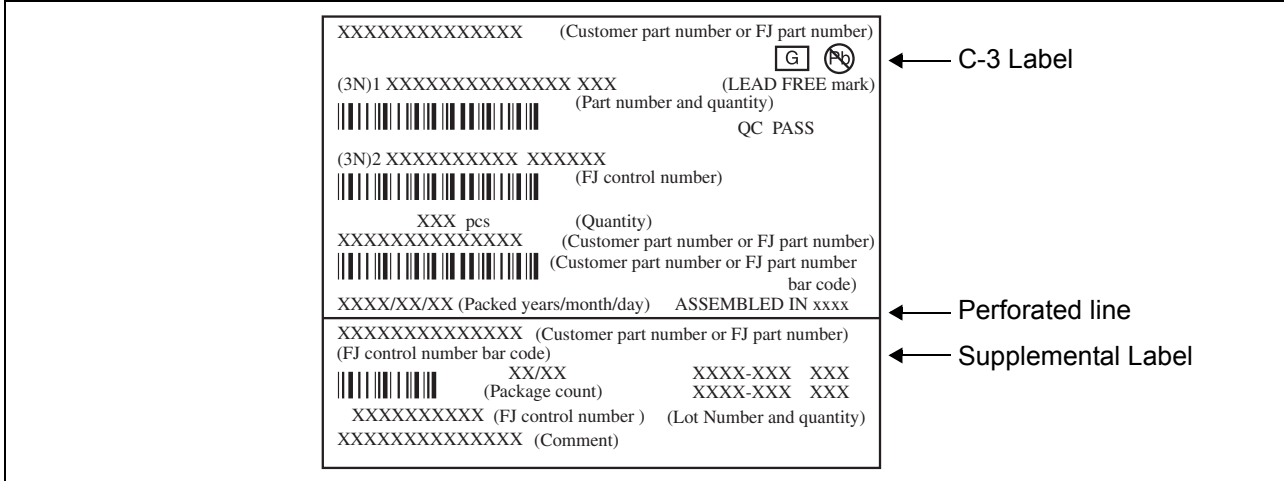 XXXXXXXXXXXXXX (Customer part number or FJ part number)
G Pb
C-3 Label
(3N)1 XXXXXXXXXXXXXX XXX (LEAD FREE mark)
(Part number and quantity)
QC PASS
(3N)2 XXXXXXXXXX XXXXXX
(FJ control number)
XXX pcs (Quantity)
XXXXXXXXXXXXXX (Customer part number or FJ part number)
(Customer part number or FJ part number
bar code)
XXXX/XX/XX (Packed years/month/day) ASSEMBLED IN xxxx
Perforated line
XXXXXXXXXXXXXX (Customer part number or FJ part number)
(FJ control number bar code)
Supplemental Label
XX/XX XXXX-XXX XXX
(Package count) XXXX-XXX XXX
XXXXXXXXXX (FJ control number ) (Lot Number and quantity)
XXXXXXXXXXXXXX (Comment)